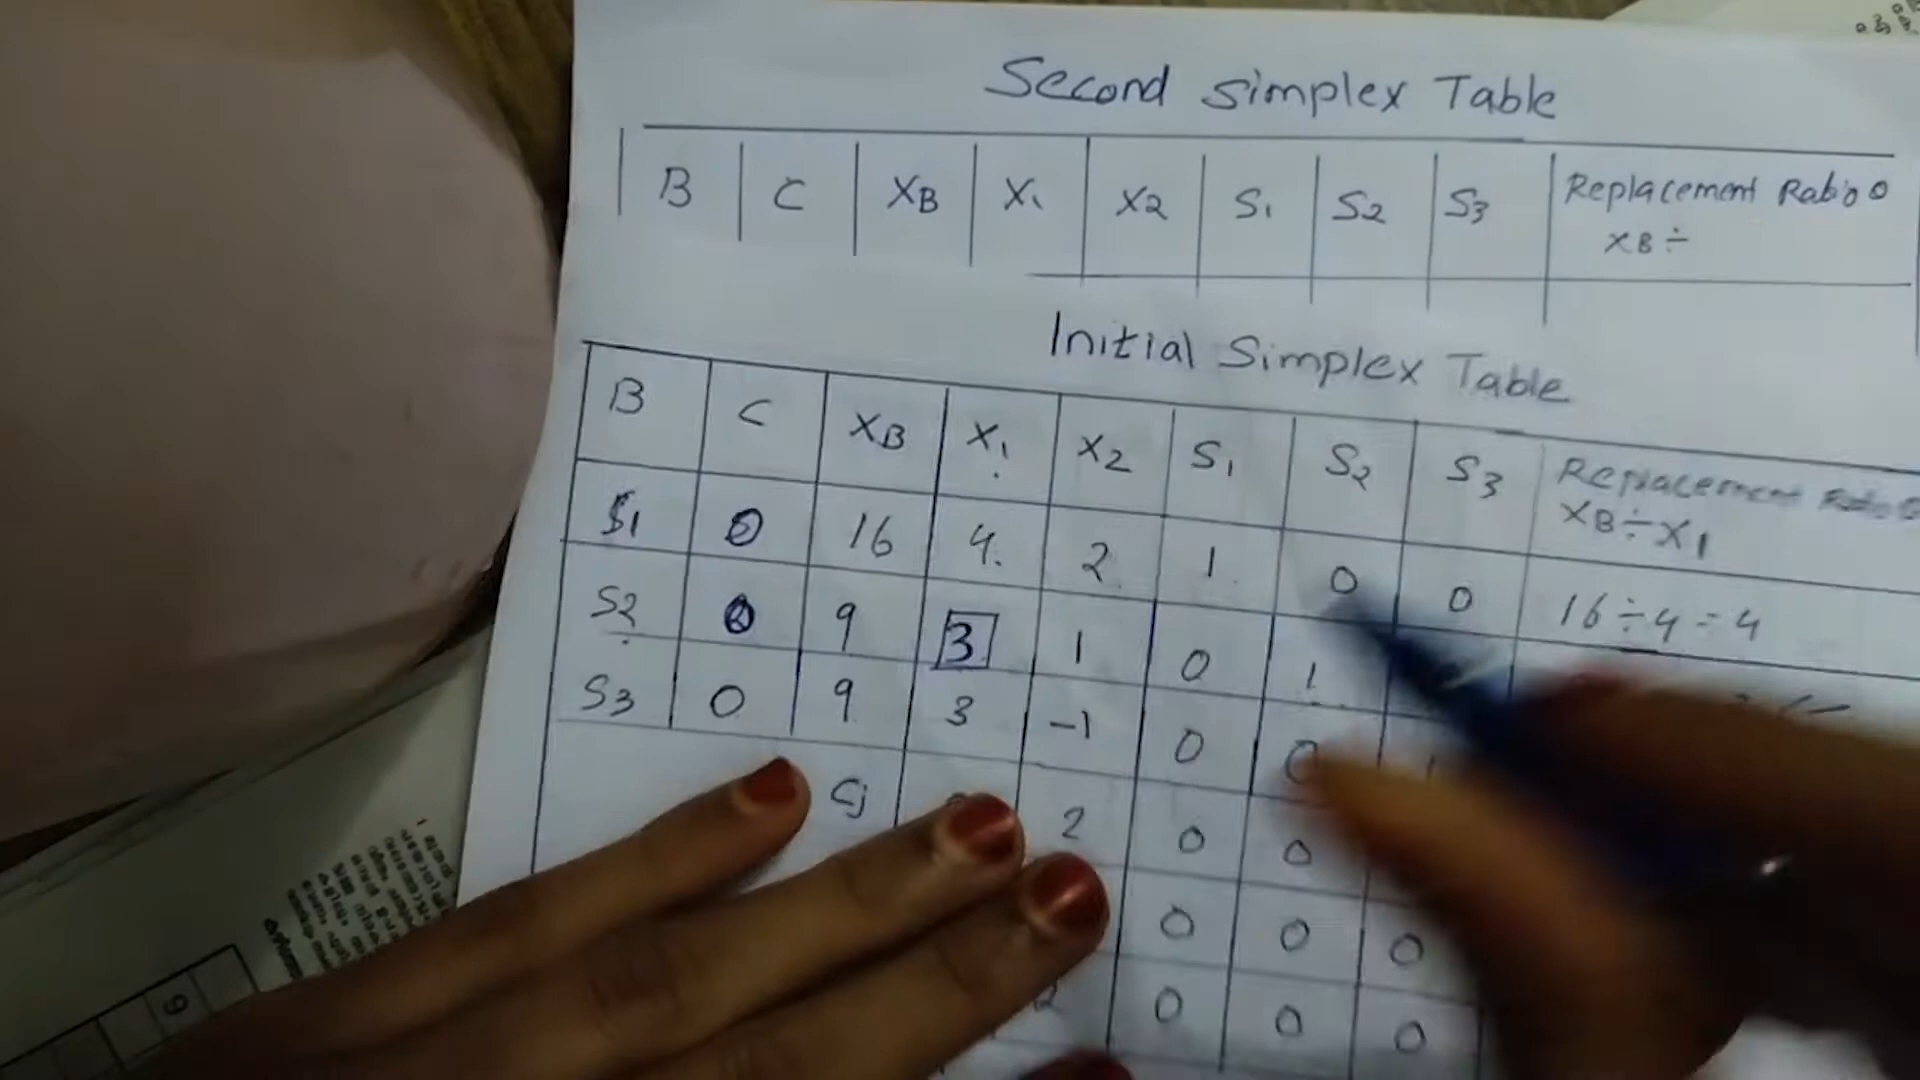 Second Simplex Table
B C XB X1 X2 S1 S2 S3 Replacement Ratio θ
XB ÷
Initial Simplex Table
B C XB X1 X2 S1 S2 S3 Replacement Ratio θ
XB ÷ X1
S1 0 16 4 2 1 0 0 16 ÷ 4 = 4
S2 0 9 3 1 0 1
S3 0 9 3 -1 0 0
Cj 2 0 0
0 0 0
2 0 0 0
9